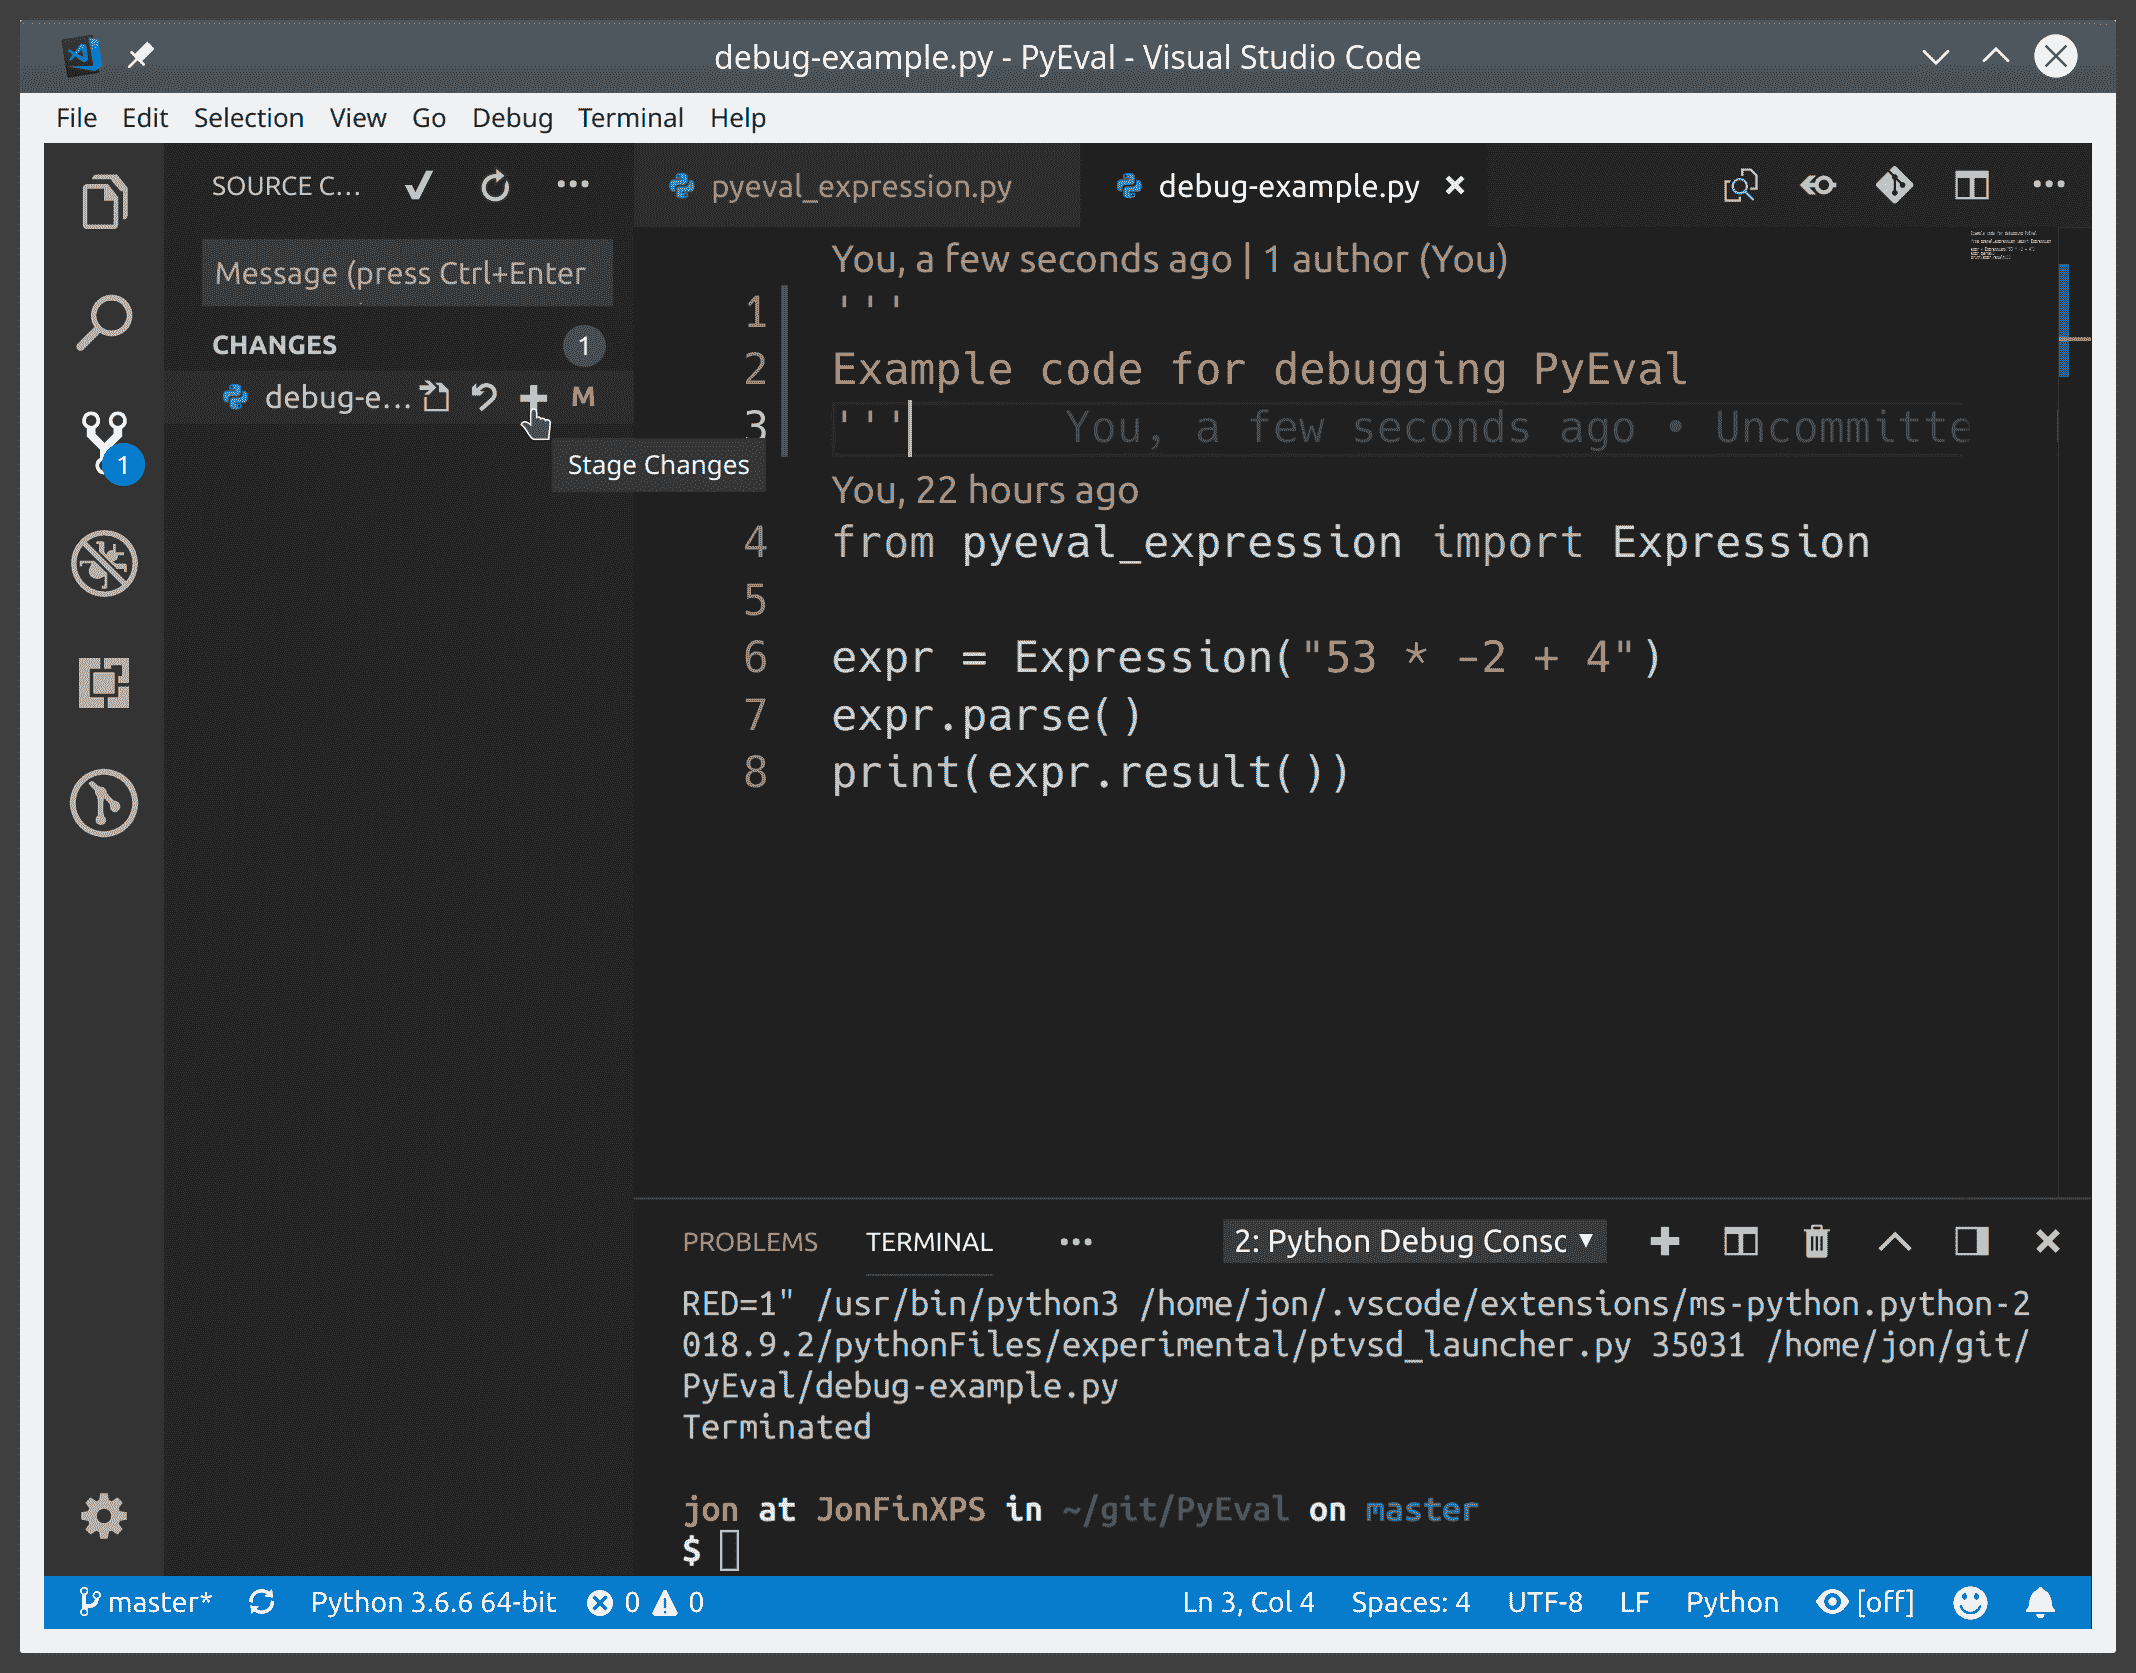 debug-example.py - PyEval - Visual Studio Code
File Edit Selection View Go Debug Terminal Help
SOURCE C...
pyeval_expression.py
debug-example.py
Message (press Ctrl+Enter
CHANGES 1
debug-e... M
1
Stage Changes
You, a few seconds ago | 1 author (You)
1 '''
2 Example code for debugging PyEval
3 ''' You, a few seconds ago • Uncommitte
You, 22 hours ago
4 from pyeval_expression import Expression
5
6 expr = Expression("53 * -2 + 4")
7 expr.parse()
8 print(expr.result())
PROBLEMS TERMINAL ... 2: Python Debug Consc
RED=1" /usr/bin/python3 /home/jon/.vscode/extensions/ms-python.python-2
018.9.2/pythonFiles/experimental/ptvsd_launcher.py 35031 /home/jon/git/
PyEval/debug-example.py
Terminated
jon at JonFinXPS in ~/git/PyEval on master
$
master* Python 3.6.6 64-bit 0 0 Ln 3, Col 4 Spaces: 4 UTF-8 LF Python [off]